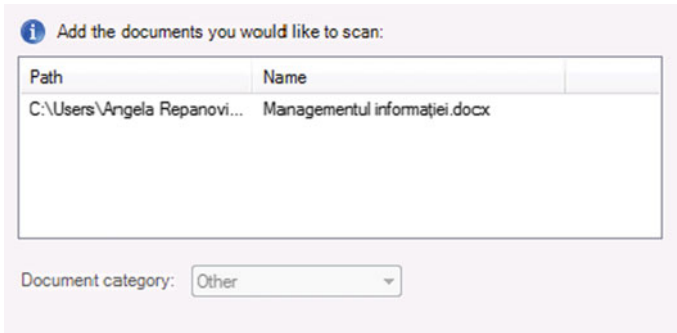 Add the documents you would like to scan:
Path Name
C:\Users\Angela Repanovi... Managementul informației.docx
Document category: Other